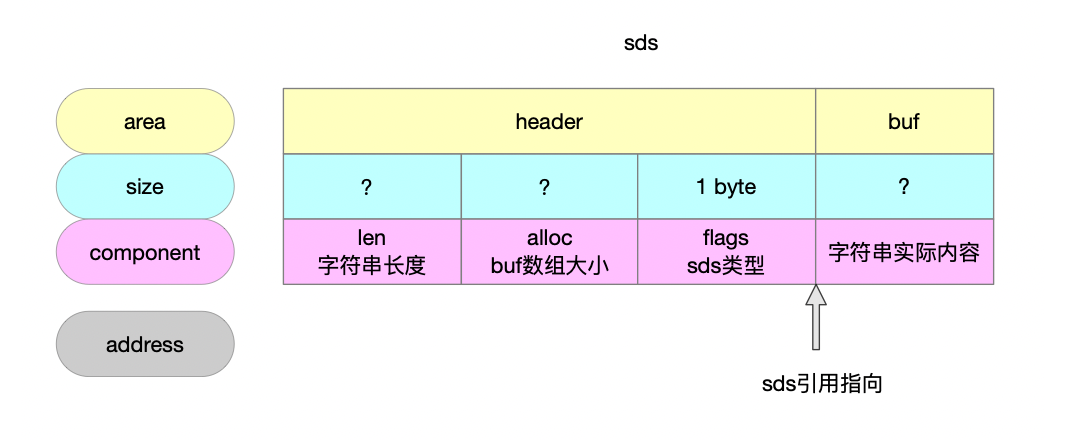 sds
area
header
buf
size
?
?
1 byte
?
component
len
字符串长度
alloc
buf数组大小
flags
sds类型
字符串实际内容
address
sds引用指向